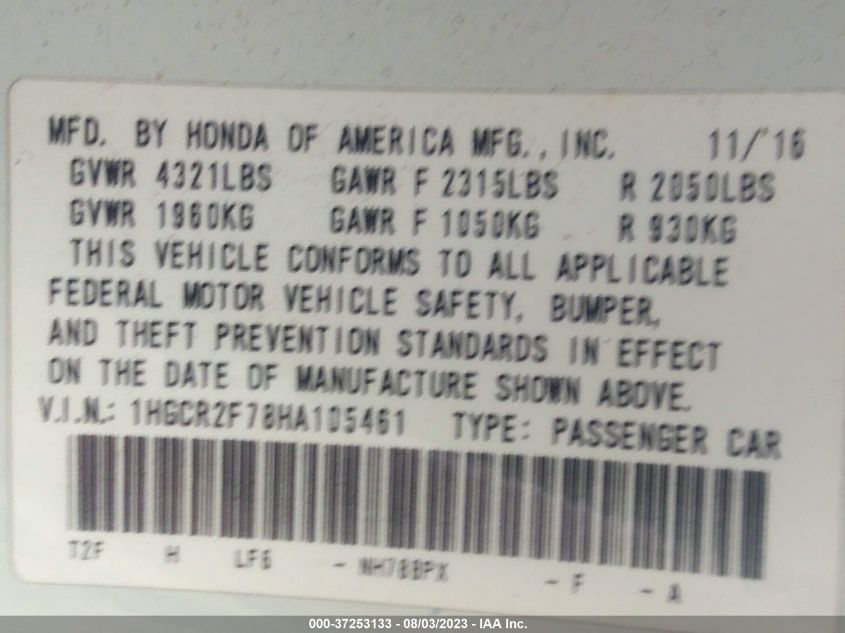 MFD. BY HONDA OF AMERICA MFG., INC. 11/'16
GVWR 4321LBS GAWR F 2315LBS R 2050LBS
GVWR 1960KG GAWR F 1050KG R 930KG
THIS VEHICLE CONFORMS TO ALL APPLICABLE
FEDERAL MOTOR VEHICLE SAFETY, BUMPER,
AND THEFT PREVENTION STANDARDS IN EFFECT
ON THE DATE OF MANUFACTURE SHOWN ABOVE.
V.I.N.: 1HGCR2F78HA105461 TYPE: PASSENGER CAR
T2F H LF6 - NH788PX - F - A
000-37253133 - 08/03/2023 - IAA Inc.